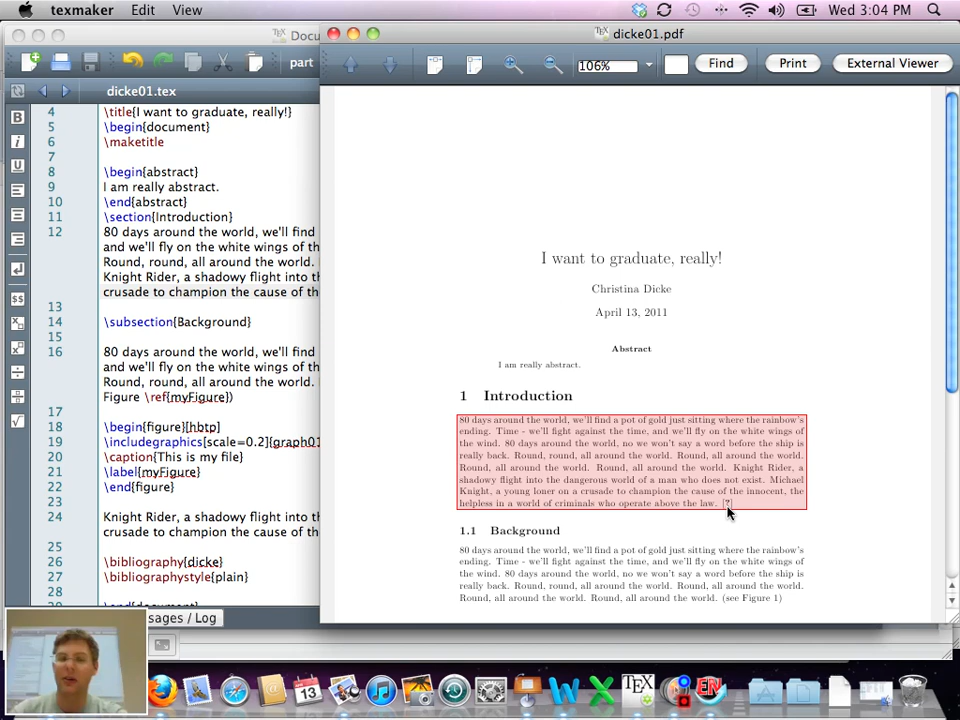 texmaker Edit View
Wed 3:04 PM
Docu
dicke01.pdf
part
106%
Find
Print
External Viewer
dicke01.tex
4 \title{I want to graduate, really!}
5 \begin{document}
6 \maketitle
7
8 \begin{abstract}
9 I am really abstract.
10 \end{abstract}
11 \section{Introduction}
12 80 days around the world, we'll find
and we'll fly on the white wings of th
Round, round, all around the world.
Knight Rider, a shadowy flight into th
crusade to champion the cause of th
13
14 \subsection{Background}
15
16 80 days around the world, we'll find
and we'll fly on the white wings of th
Round, round, all around the world.
Figure \ref{myFigure})
17
18 \begin{figure}[hbtp]
19 \includegraphics[scale=0.2]{graph01
20 \caption{This is my file}
21 \label{myFigure}
22 \end{figure}
23
24 Knight Rider, a shadowy flight into th
crusade to champion the cause of th
25
26 \bibliography{dicke}
27 \bibliographystyle{plain}
28
\end{document}
sages / Log
I want to graduate, really!
Christina Dicke
April 13, 2011
Abstract
I am really abstract.
1 Introduction
80 days around the world, we'll find a pot of gold just sitting where the rainbow's
ending. Time - we'll fight against the time, and we'll fly on the white wings of
the wind. 80 days around the world, no we won't say a word before the ship is
really back. Round, round, all around the world. Round, all around the world.
Round, all around the world. Round, all around the world. Knight Rider, a
shadowy flight into the dangerous world of a man who does not exist. Michael
Knight, a young loner on a crusade to champion the cause of the innocent, the
helpless in a world of criminals who operate above the law. [?]
1.1 Background
80 days around the world, we'll find a pot of gold just sitting where the rainbow's
ending. Time - we'll fight against the time, and we'll fly on the white wings of
the wind. 80 days around the world, no we won't say a word before the ship is
really back. Round, round, all around the world. Round, all around the world.
Round, all around the world. Round, all around the world. (see Figure 1)